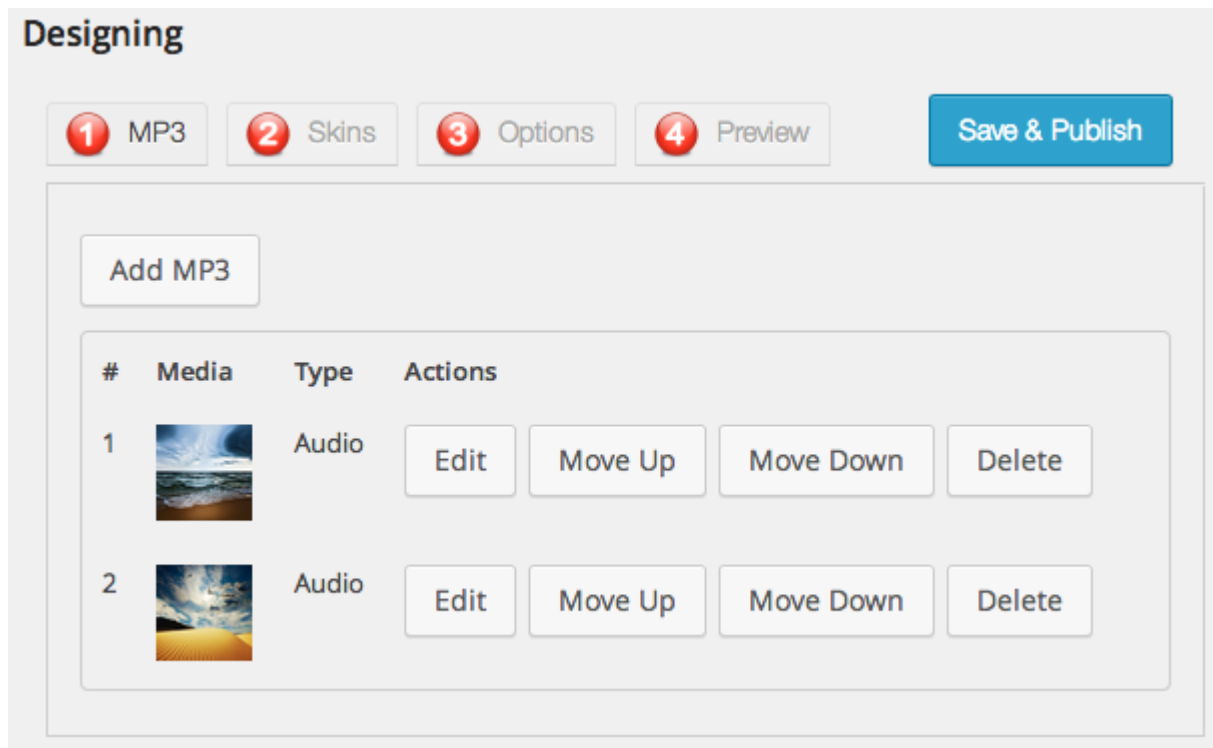 Designing
1 MP3 2 Skins 3 Options 4 Preview Save & Publish
Add MP3
# Media Type Actions
1 Audio Edit Move Up Move Down Delete
2 Audio Edit Move Up Move Down Delete